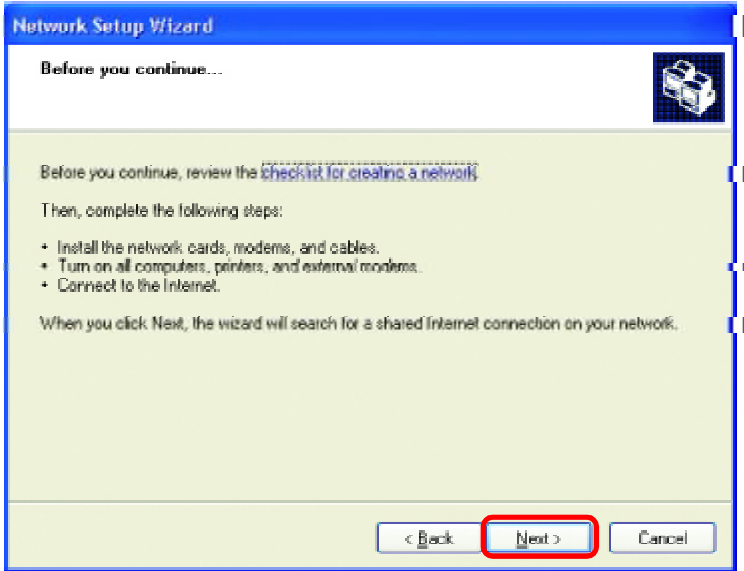 Network Setup Wizard
Before you continue...
Before you continue, review the checklist for creating a network.
Then, complete the following steps:
• Install the network cards, modems, and cables.
• Turn on all computers, printers, and external modems.
• Connect to the Internet.
When you click Next, the wizard will search for a shared Internet connection on your network.
< Back Next > Cancel